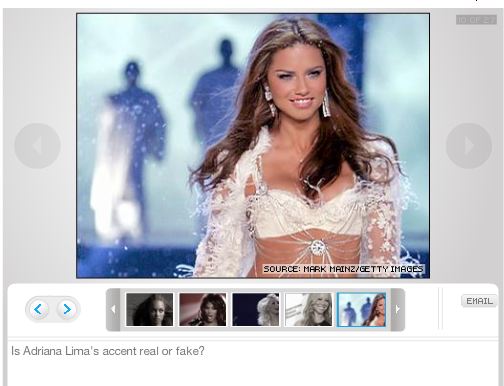 10 OF 27
SOURCE: MARK MAINZ/GETTY IMAGES
EMAIL
Is Adriana Lima's accent real or fake?